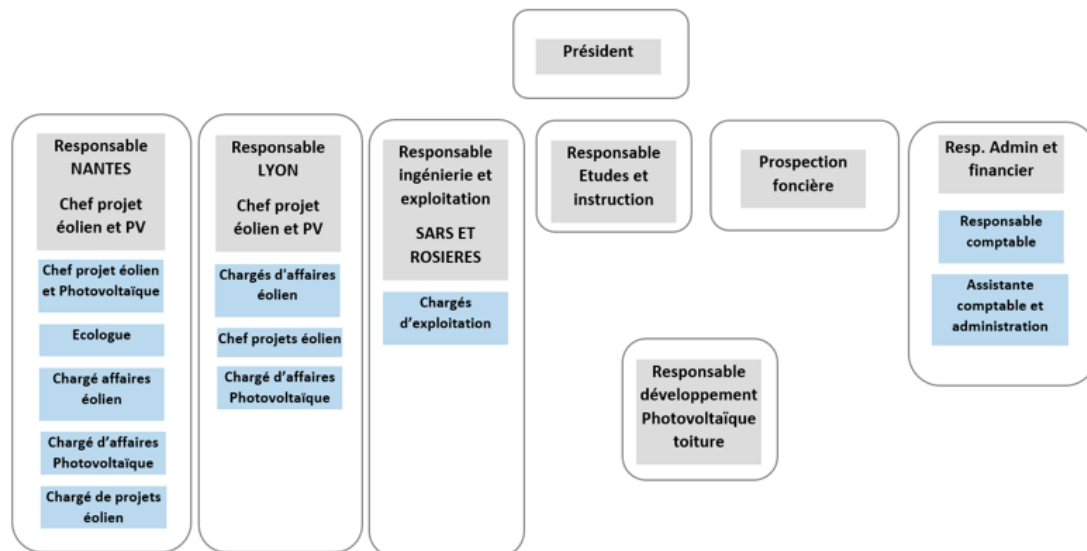 Président
Responsable
NANTES
Chef projet
éolien et PV
Chef projet éolien
et Photovoltaïque
Ecologue
Chargé affaires
éolien
Chargé d’affaires
Photovoltaïque
Chargé de projets
éolien
Responsable
LYON
Chef projet
éolien et PV
Chargés d'affaires
éolien
Chef projets éolien
Chargé d’affaires
Photovoltaïque
Responsable
ingénierie et
exploitation
SARS ET
ROSIERES
Chargés
d’exploitation
Responsable
Etudes et
instruction
Prospection
foncière
Resp. Admin et
financier
Responsable
comptable
Assistante
comptable et
administration
Responsable
développement
Photovoltaïque
toiture